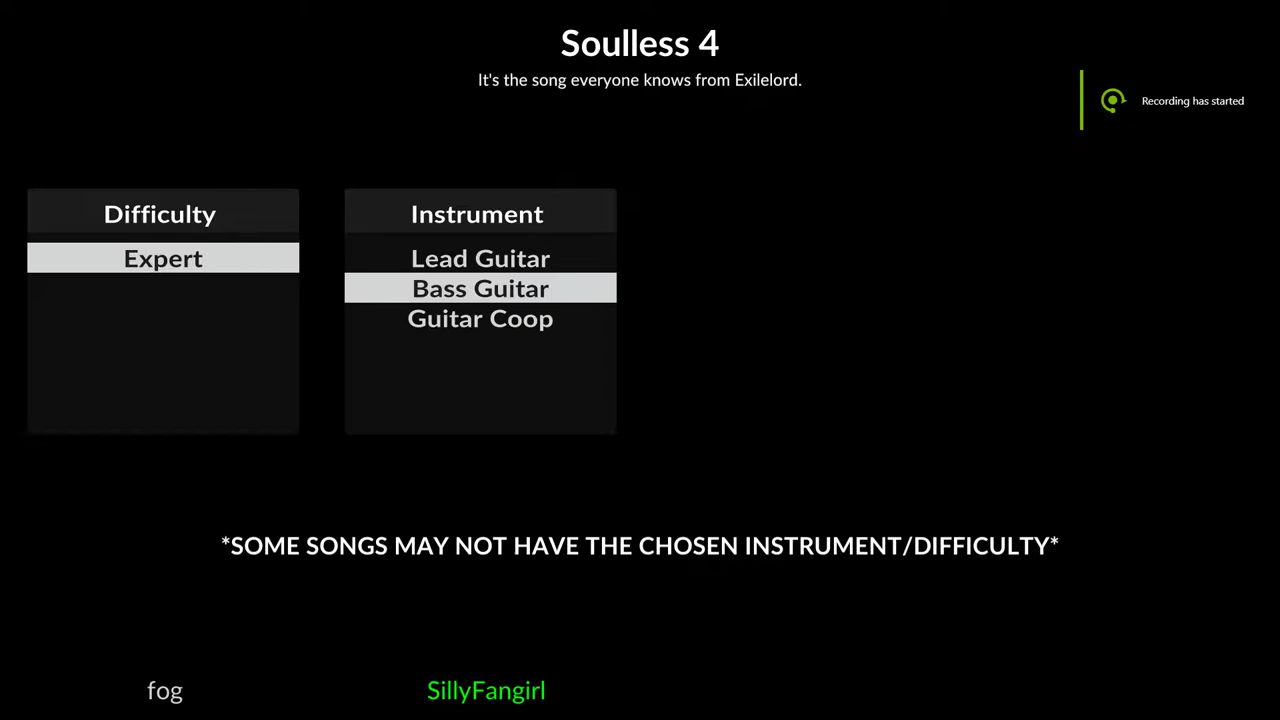 Soulless 4
It's the song everyone knows from Exilelord.
Recording has started
Difficulty
Expert
Instrument
Lead Guitar
Bass Guitar
Guitar Coop
*SOME SONGS MAY NOT HAVE THE CHOSEN INSTRUMENT/DIFFICULTY*
fog
SillyFangirl